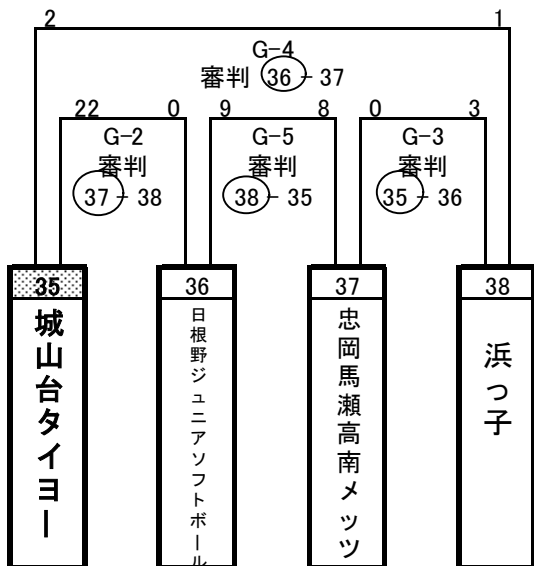 2 1
G-4
審判 36 - 37
22 0 9 8 0 3
G-2 G-5 G-3
審判 審判 審判
37 - 38 38 - 35 35 - 36
35 36 37 38
城山台タイヨー
日根野ジュニアソフトボール
忠岡馬瀬高南メッツ
浜っ子